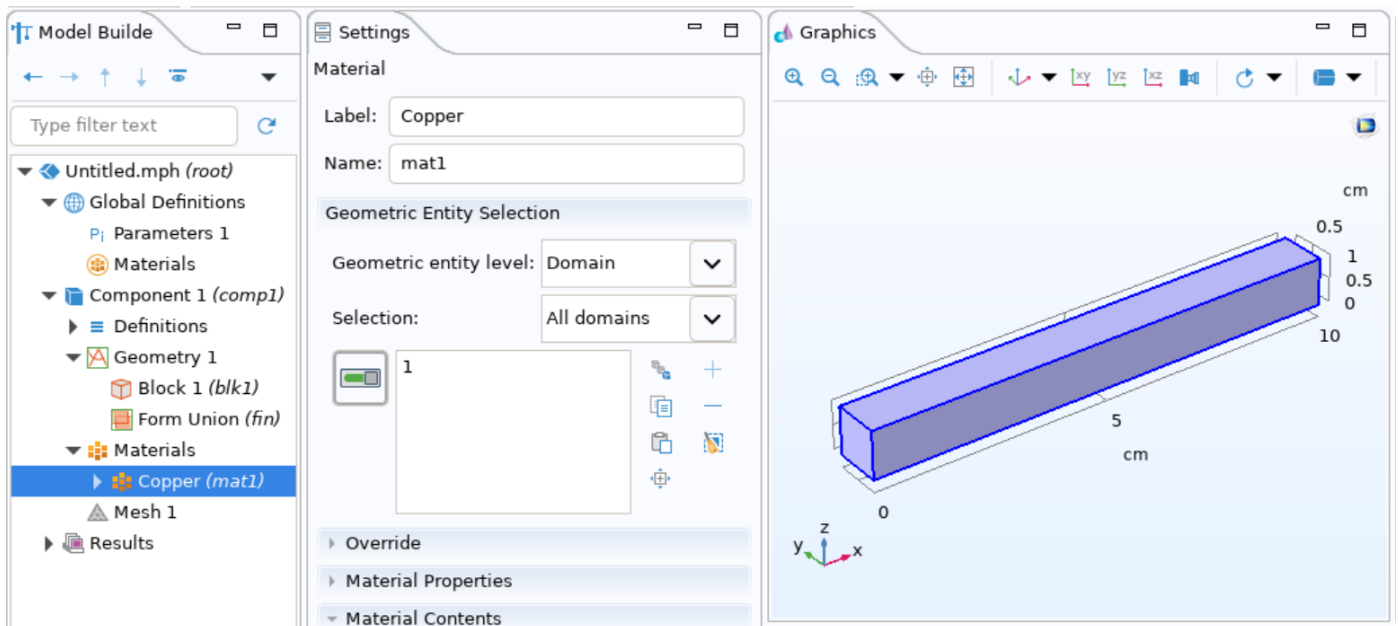 Model Builde
Type filter text
Untitled.mph (root)
Global Definitions
Pi Parameters 1
Materials
Component 1 (comp1)
Definitions
Geometry 1
Block 1 (blk1)
Form Union (fin)
Materials
Copper (mat1)
Mesh 1
Results
Settings
Material
Label: Copper
Name: mat1
Geometric Entity Selection
Geometric entity level: Domain
Selection: All domains
1
Override
Material Properties
Material Contents
Graphics
xy yz xz
cm
0.5
1
0.5
0
10
5
cm
0
z
y x